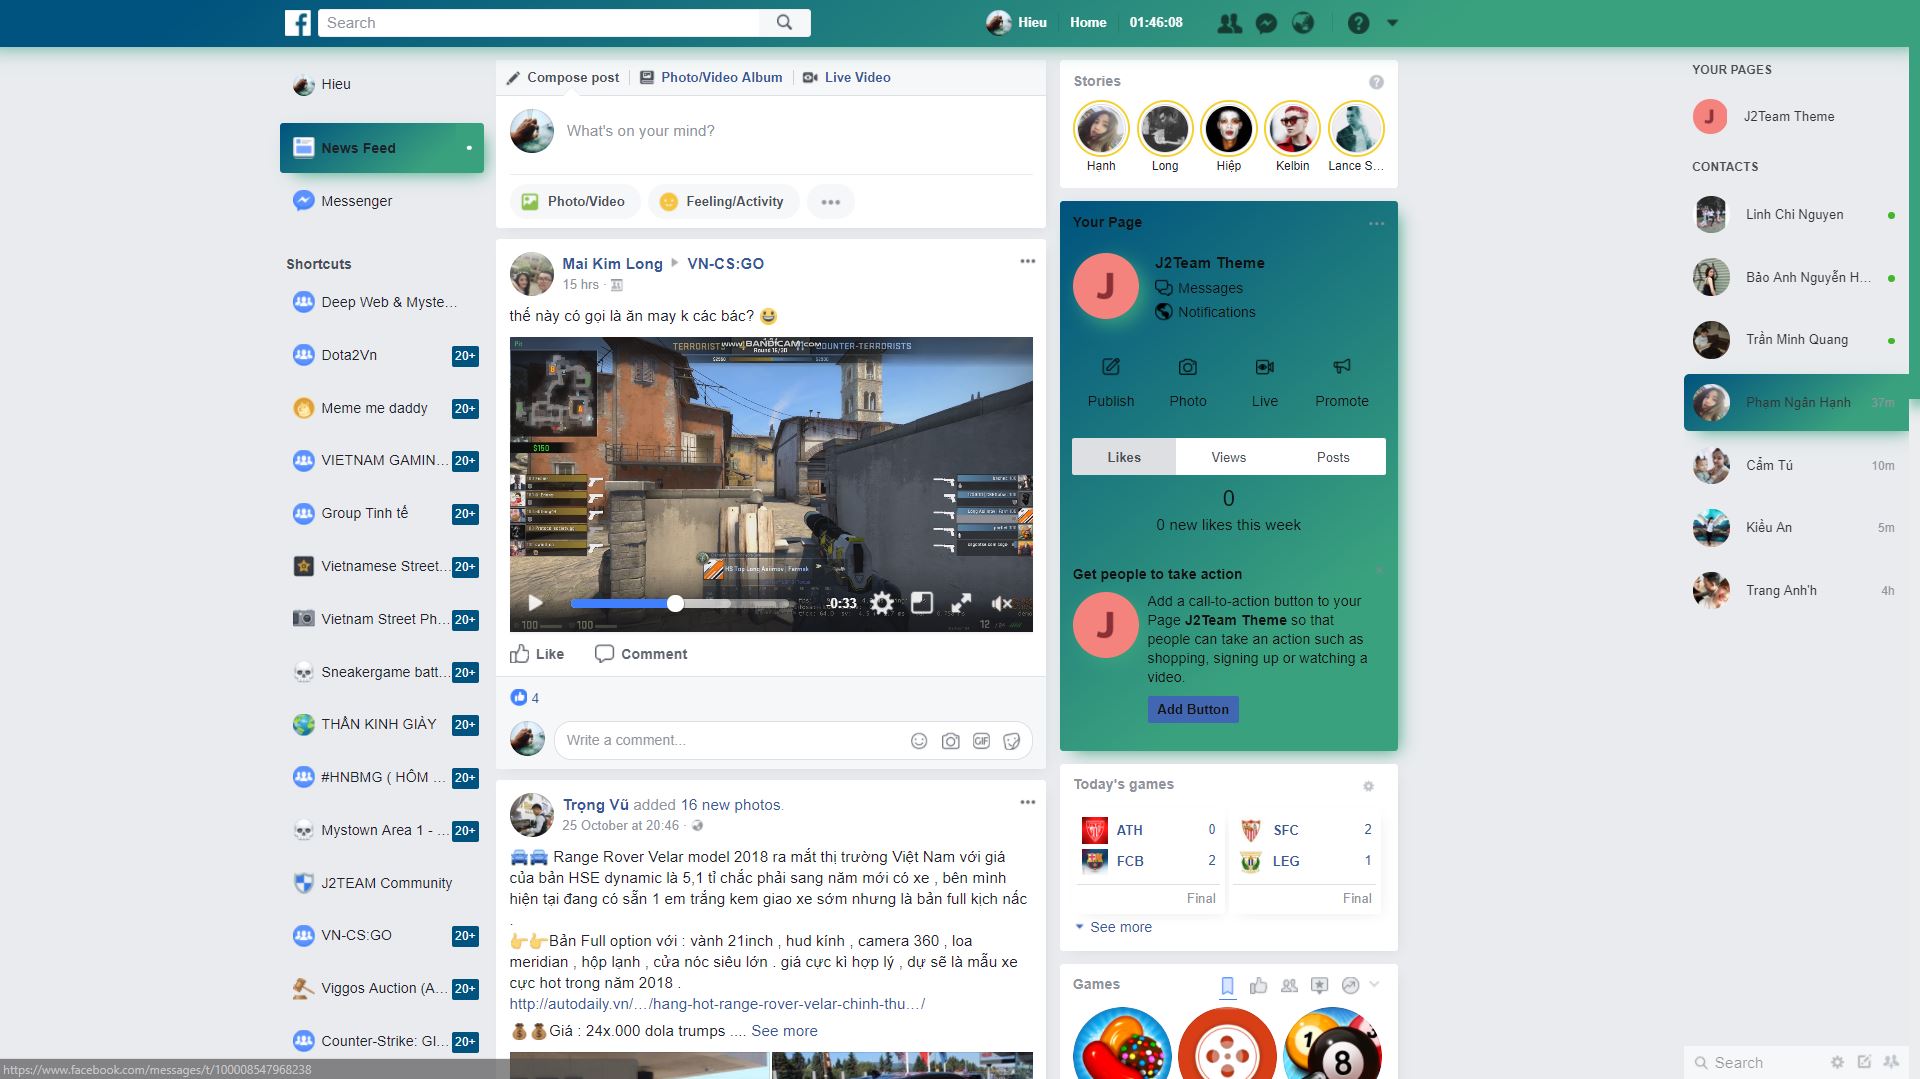 Search
Hieu
Home
01:46:08
Hieu
News Feed
Messenger
Shortcuts
Deep Web & Myste…
Dota2Vn 20+
Meme me daddy 20+
VIETNAM GAMIN… 20+
Group Tinh tế 20+
Vietnamese Street… 20+
Vietnam Street Ph… 20+
Sneakergame batt… 20+
THẦN KINH GIÀY 20+
#HNBMG ( HÔM … 20+
Mystown Area 1 - … 20+
J2TEAM Community
VN-CS:GO 20+
Viggos Auction (A… 20+
Counter-Strike: Gl… 20+
https://www.facebook.com/messages/t/100008547968238
Compose post
Photo/Video Album
Live Video
What's on your mind?
Photo/Video
Feeling/Activity
Mai Kim Long VN-CS:GO
15 hrs ·
thế này có gọi là ăn may k các bác?
Pit
TERRORISTS
www.BANDICAM.com
COUNTER-TERRORISTS
Round 16/30
$150
0:33
100
100
12
Like
Comment
4
Write a comment...
GIF
Trọng Vũ added 16 new photos.
25 October at 20:46 ·
Range Rover Velar model 2018 ra mắt thị trường Việt Nam với giá
của bản HSE dynamic là 5,1 tỉ chắc phải sang năm mới có xe , bên mình
hiện tại đang có sẵn 1 em trắng kem giao xe sớm nhưng là bản full kịch nấc
.
Bản Full option với : vành 21inch , hud kính , camera 360 , loa
meridian , hộp lạnh , cửa nóc siêu lớn . giá cực kì hợp lý , dự sẽ là mẫu xe
cực hot trong năm 2018 .
http://autodaily.vn/…/hang-hot-range-rover-velar-chinh-thu…/
Giá : 24x.000 dola trumps .... See more
Stories
Hạnh
Long
Hiệp
Kelbin
Lance S…
Your Page
J
J2Team Theme
Messages
Notifications
Publish
Photo
Live
Promote
Likes
Views
Posts
0
0 new likes this week
Get people to take action
J
Add a call-to-action button to your
Page J2Team Theme so that
people can take an action such as
shopping, signing up or watching a
video.
Add Button
Today's games
ATH 0
FCB 2
Final
SFC 2
LEG 1
Final
See more
Games
1
8
YOUR PAGES
J
J2Team Theme
CONTACTS
Linh Chi Nguyen
Bảo Anh Nguyễn H…
Trần Minh Quang
Phạm Ngân Hạnh 37m
Cẩm Tú 10m
Kiều An 5m
Trang Anh'h 4h
Search